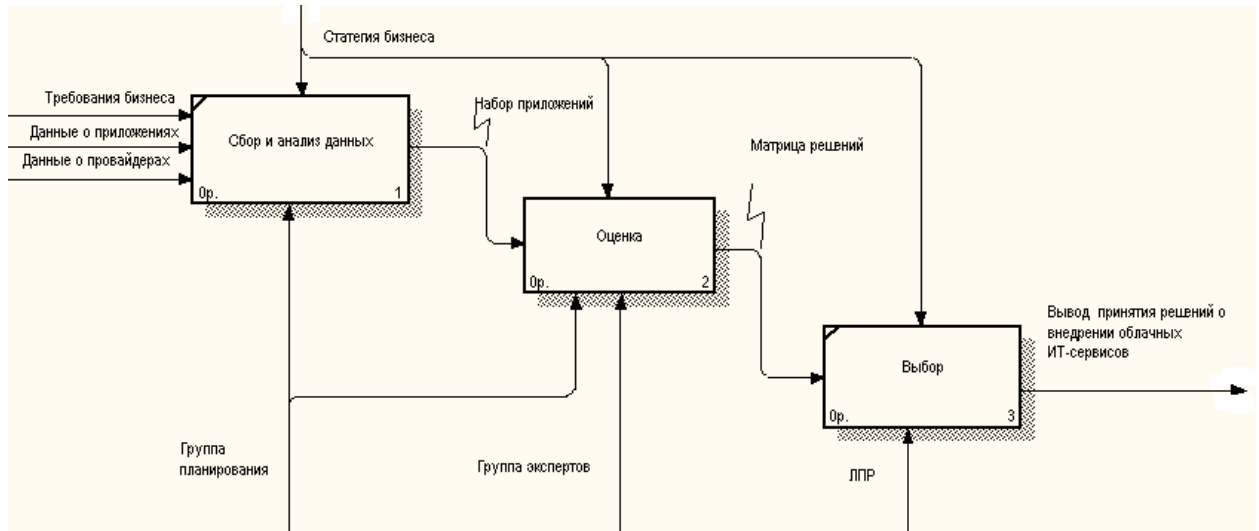 Статегия бизнеса
Требования бизнеса
Данные о приложениях
Данные о провайдерах
Сбор и анализ данных
0р.
1
Набор приложений
Матрица решений
Оценка
0р.
2
Вывод принятия решений о
внедрении облачных
ИТ-сервисов
Выбор
0р.
3
Группа
планирования
Группа экспертов
ЛПР